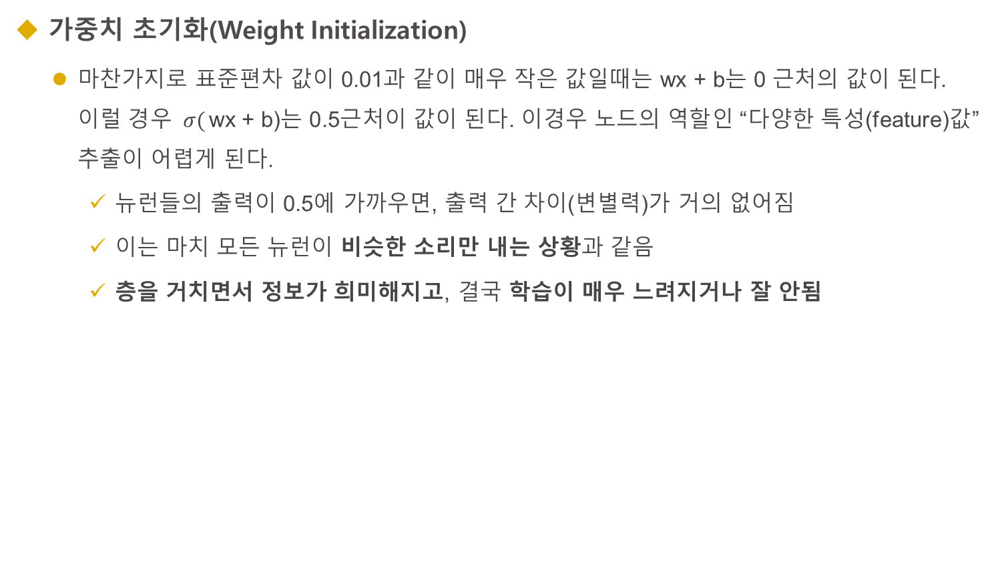 가중치 초기화(Weight Initialization)
마찬가지로 표준편차 값이 0.01과 같이 매우 작은 값일때는 wx + b는 0 근처의 값이 된다.
이럴 경우 σ(wx + b)는 0.5근처이 값이 된다. 이경우 노드의 역할인 “다양한 특성(feature)값”
추출이 어렵게 된다.
✓ 뉴런들의 출력이 0.5에 가까우면, 출력 간 차이(변별력)가 거의 없어짐
✓ 이는 마치 모든 뉴런이 비슷한 소리만 내는 상황과 같음
✓ 층을 거치면서 정보가 희미해지고, 결국 학습이 매우 느려지거나 잘 안됨